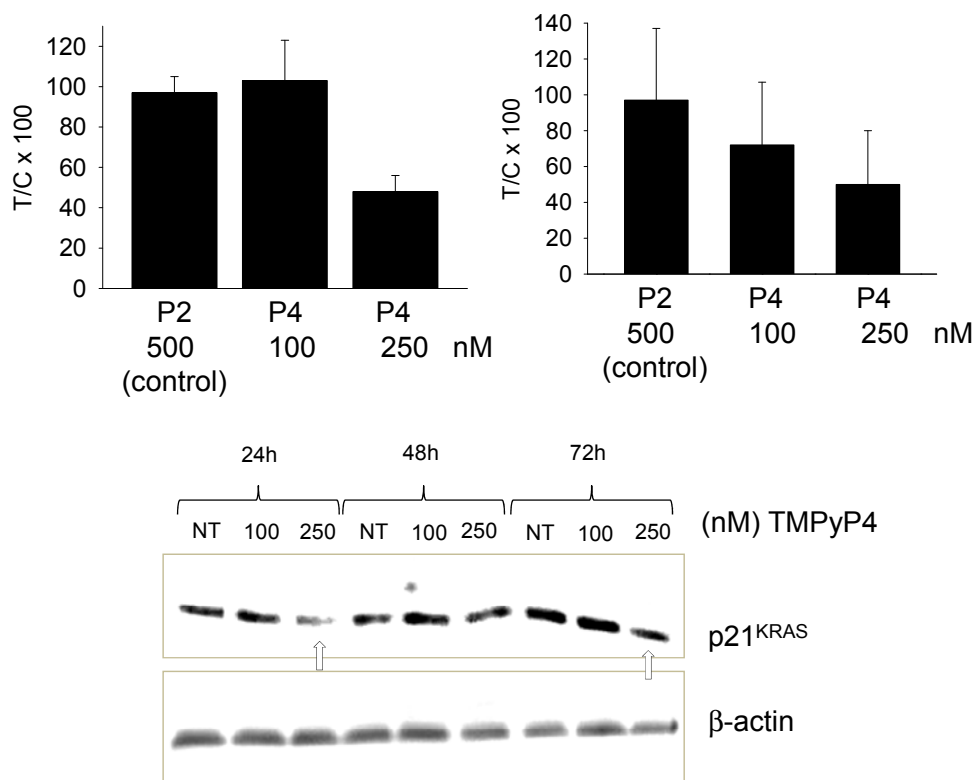 120
100
80
60
40
20
0
T/C x 100
P2 P4 P4
500 100 250 nM
(control)
140
120
100
80
60
40
20
0
T/C x 100
P2 P4 P4
500 100 250 nM
(control)
24h 48h 72h
NT 100 250 NT 100 250 NT 100 250 (nM) TMPyP4
p21KRAS
β-actin